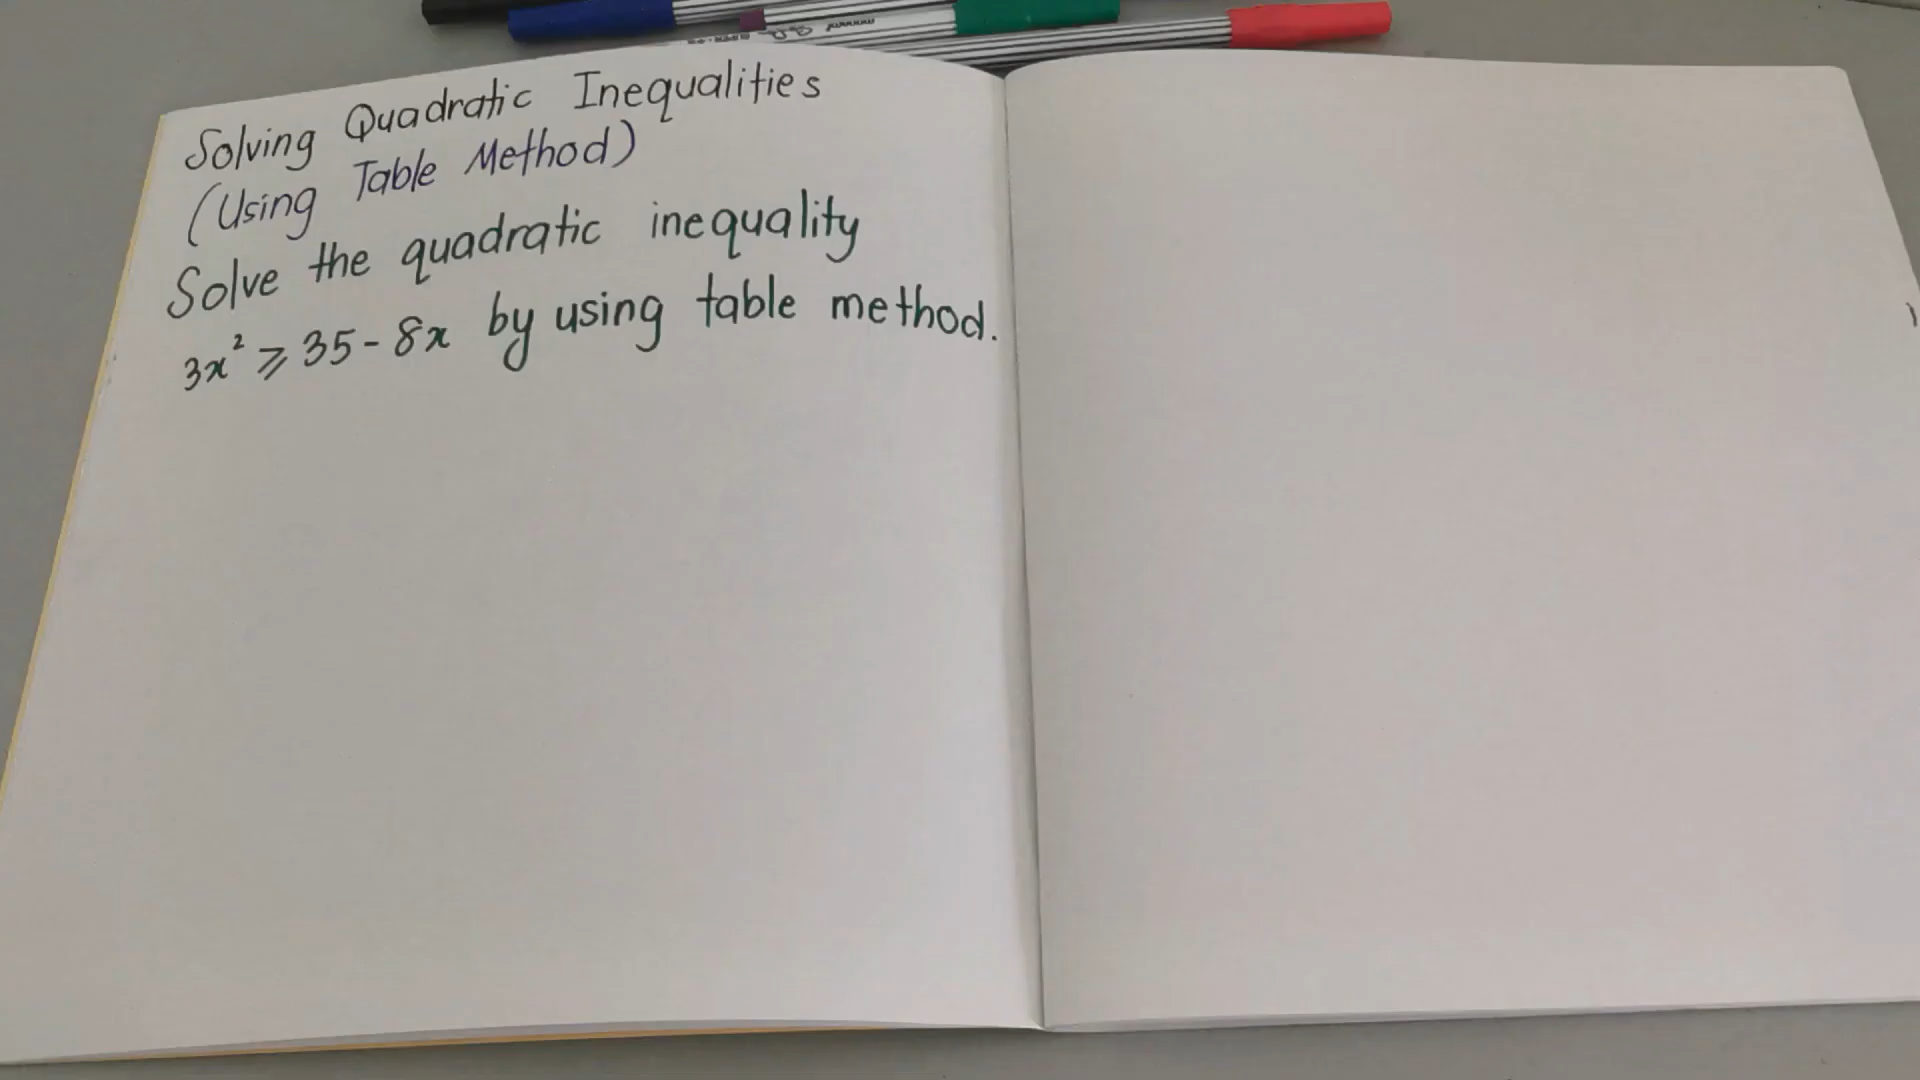 Solving Quadratic Inequalities
(Using Table Method)
Solve the quadratic inequality
3x² ⩾ 35 - 8x by using table method.